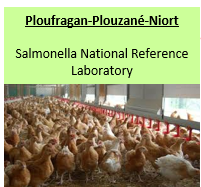 Ploufragan-Plouzané-Niort
Salmonella National Reference
Laboratory